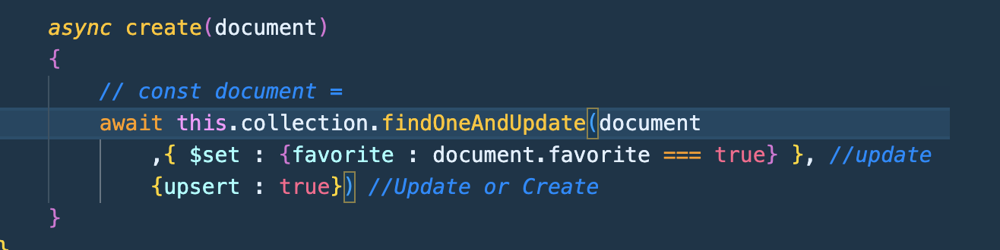 async create(document)
{
// const document =
await this.collection.findOneAndUpdate(document
,{ $set : {favorite : document.favorite === true} }, //update
{upsert : true}) //Update or Create
}
}